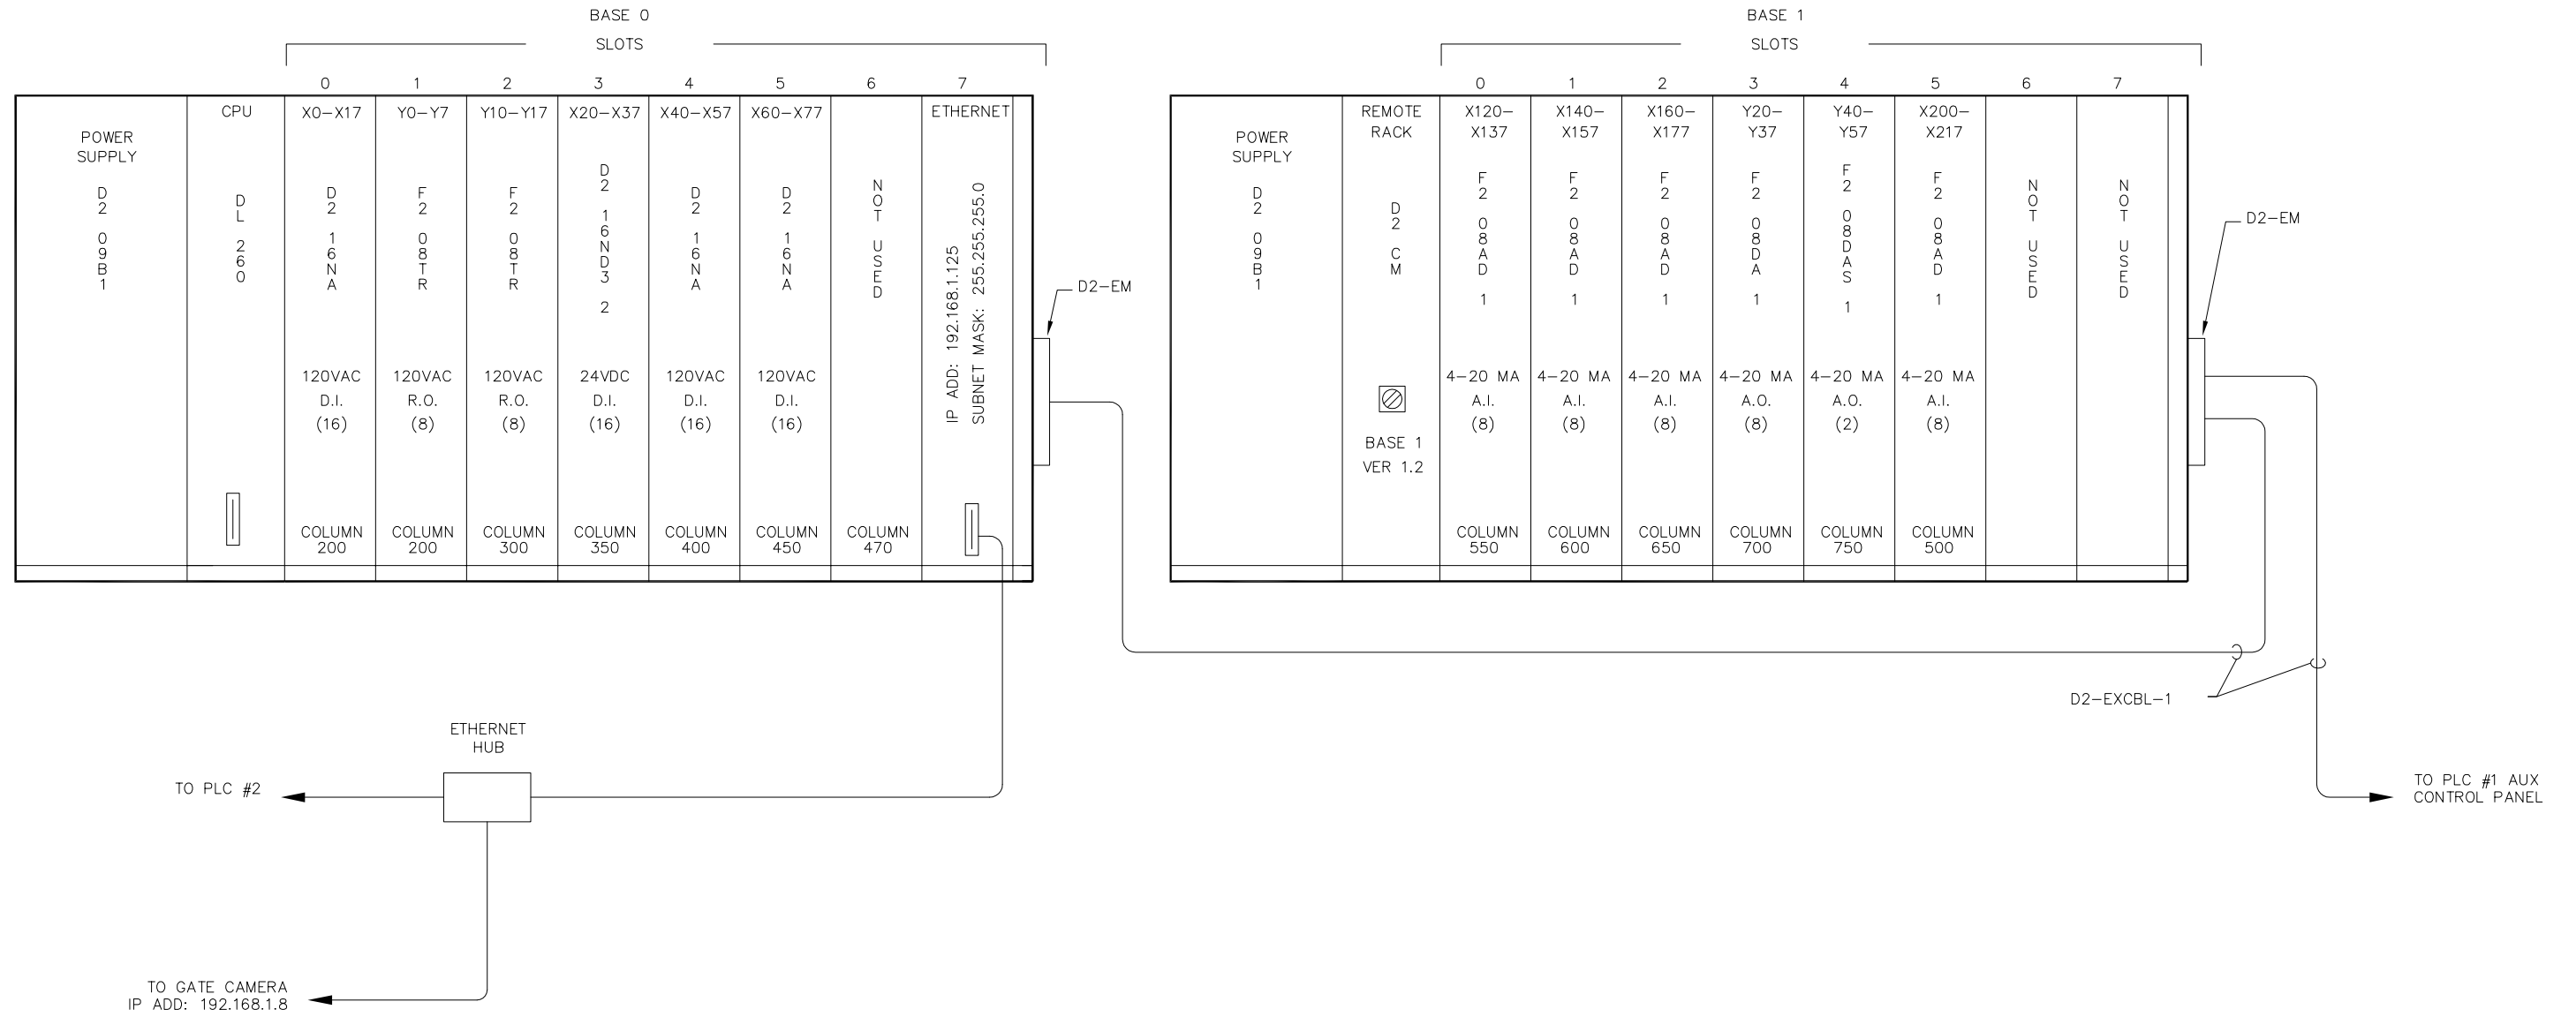 BASE 0
SLOTS
0 1 2 3 4 5 6 7
POWER
SUPPLY
D2 09B1
CPU
DL 260
X0-X17
D2 16NA
120VAC
D.I.
(16)
COLUMN
200
Y0-Y7
F2 08TR
120VAC
R.O.
(8)
COLUMN
200
Y10-Y17
F2 08TR
120VAC
R.O.
(8)
COLUMN
300
X20-X37
D2 16ND3 2
24VDC
D.I.
(16)
COLUMN
350
X40-X57
D2 16NA
120VAC
D.I.
(16)
COLUMN
400
X60-X77
D2 16NA
120VAC
D.I.
(16)
COLUMN
450
NOT USED
COLUMN
470
ETHERNET
IP ADD: 192.168.1.125
SUBNET MASK: 255.255.255.0
D2-EM
BASE 1
SLOTS
0 1 2 3 4 5 6 7
POWER
SUPPLY
D2 09B1
REMOTE
RACK
D2 CM
BASE 1
VER 1.2
X120-
X137
F2 08AD 1
4-20 MA
A.I.
(8)
COLUMN
550
X140-
X157
F2 08AD 1
4-20 MA
A.I.
(8)
COLUMN
600
X160-
X177
F2 08AD 1
4-20 MA
A.I.
(8)
COLUMN
650
Y20-
Y37
F2 08DA 1
4-20 MA
A.O.
(8)
COLUMN
700
Y40-
Y57
F2 08DAS 1
4-20 MA
A.O.
(2)
COLUMN
750
X200-
X217
F2 08AD 1
4-20 MA
A.I.
(8)
COLUMN
500
NOT USED
NOT USED
D2-EM
D2-EXCBL-1
ETHERNET
HUB
TO PLC #2
TO PLC #1 AUX
CONTROL PANEL
TO GATE CAMERA
IP ADD: 192.168.1.8